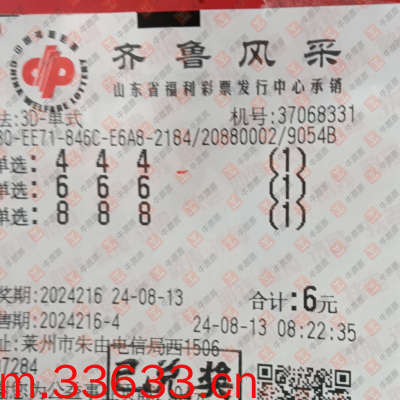 中国福利彩票
CHINA WELFARE LOTTERY
齐鲁风采
山东省福利彩票发行中心承销
法:3D-单式 机号:37068331
80-EE71-846C-E6A8-2184/20880002/9054B
单选: 4 4 4 (1)
单选: 6 6 6 (1)
单选: 8 8 8 (1)
奖期:2024216 24-08-13 合计:6元
售期:2024216-4 24-08-13 08:22:35
址:莱州市朱由电信局西1506
07284
已兑奖
m.33633.cn